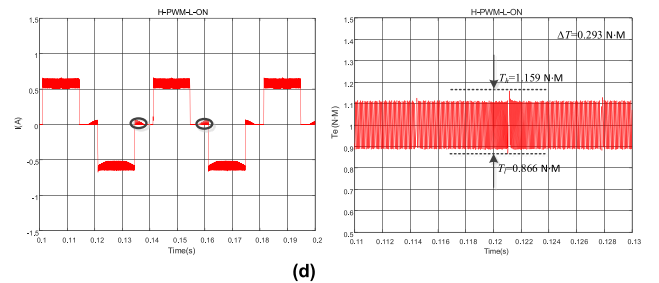 H-PWM-L-ON
1.5
1
0.5
0
-0.5
-1
-1.5
I(A)
0.1 0.11 0.12 0.13 0.14 0.15 0.16 0.17 0.18 0.19 0.2
Time(s)
H-PWM-L-ON
ΔT=0.293 N·M
Th=1.159 N·M
Tl=0.866 N·M
1.5
1.4
1.3
1.2
1.1
1
0.9
0.8
0.7
0.6
0.5
Te(N·M)
0.11 0.112 0.114 0.116 0.118 0.12 0.122 0.124 0.126 0.128 0.13
Time(s)
(d)